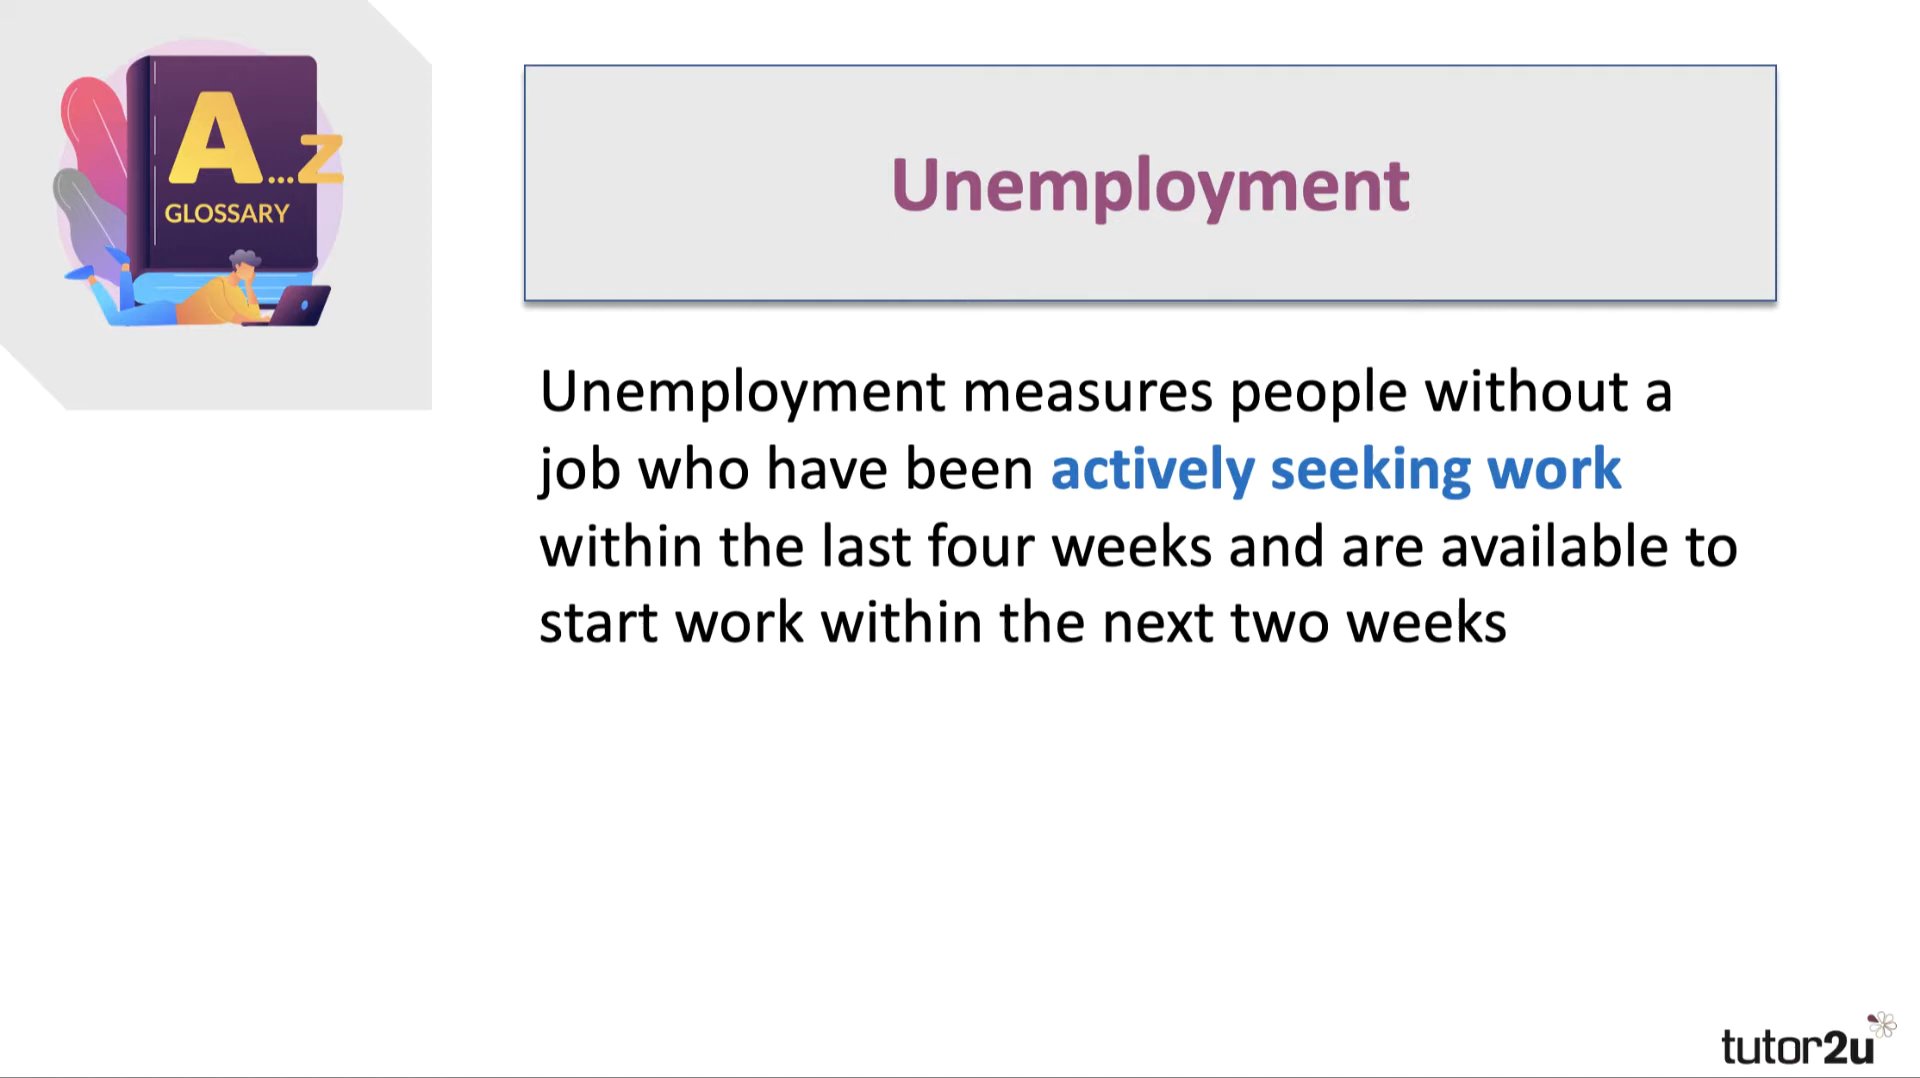 A...Z
GLOSSARY
Unemployment
Unemployment measures people without a
job who have been actively seeking work
within the last four weeks and are available to
start work within the next two weeks
tutor2u